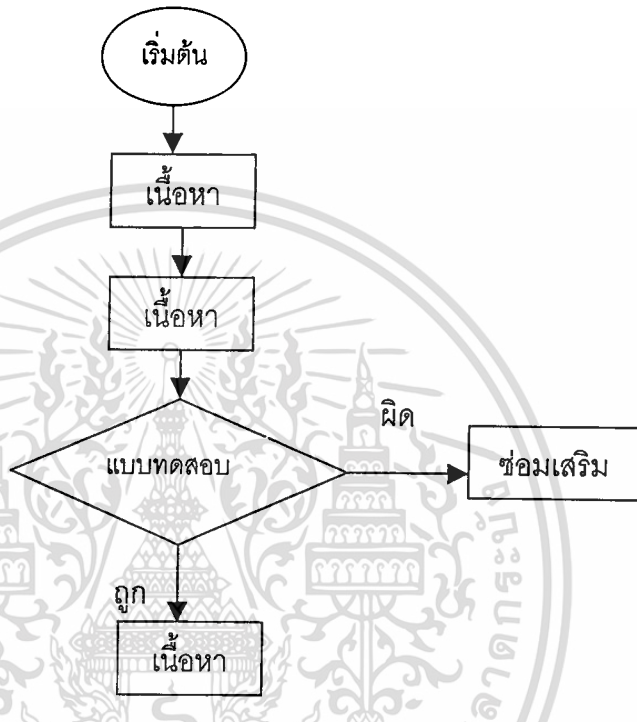 เริ่มต้น
เนื้อหา
เนื้อหา
แบบทดสอบ
ผิด
ซ่อมเสริม
ถูก
เนื้อหา